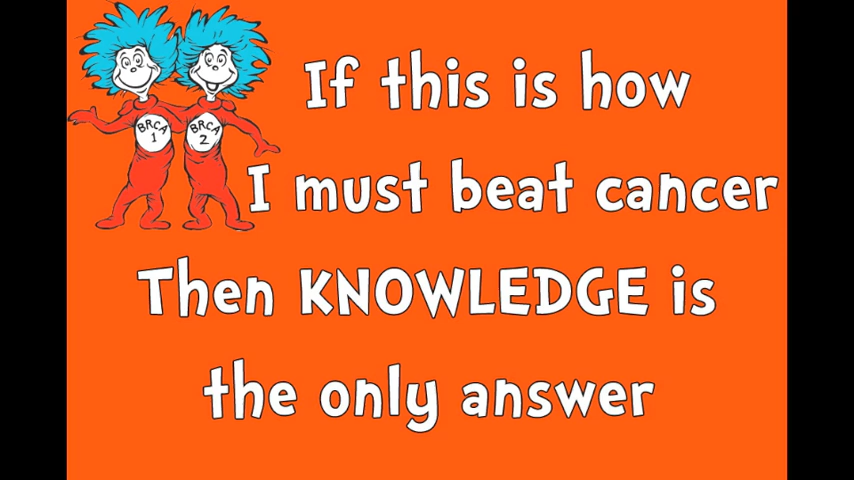 BRCA 1
BRCA 2
If this is how
I must beat cancer
Then KNOWLEDGE is
the only answer